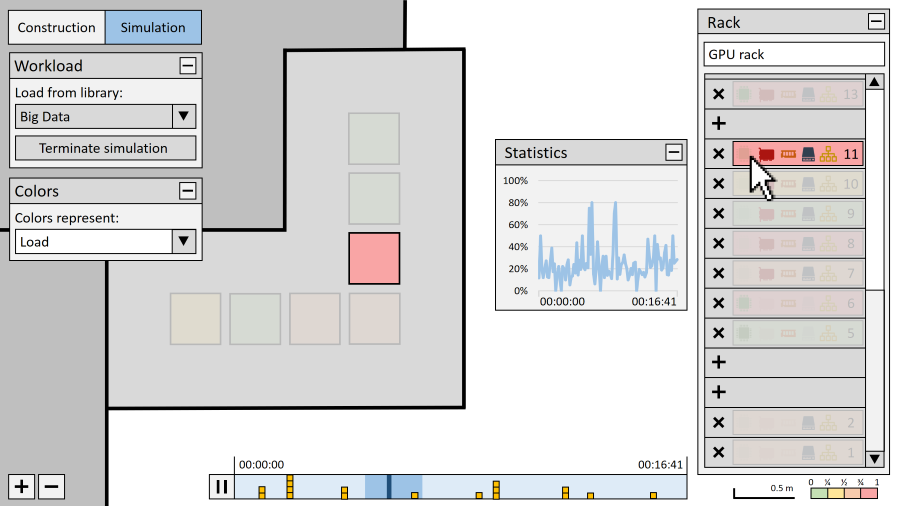 Construction
Simulation
Workload
Load from library:
Big Data
Terminate simulation
Colors
Colors represent:
Load
Statistics
100%
80%
60%
40%
20%
0%
00:00:00
00:16:41
Rack
GPU rack
13
11
10
9
8
7
6
5
2
1
00:00:00
00:16:41
0.5 m
0 ¼ ½ ¾ 1